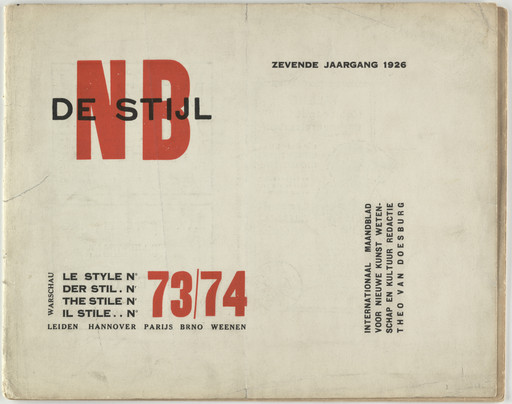 ZEVENDE JAARGANG 1926
NB
DE STIJL
WARSCHAU
LE STYLE N°
DER STIL. N°
THE STILE N°
IL STILE.. N°
73/74
LEIDEN HANNOVER PARIJS BRNO WEENEN
INTERNATIONAAL MAANDBLAD
VOOR NIEUWE KUNST WETEN-
SCHAP EN KULTUUR REDACTIE
THEO VAN DOESBURG